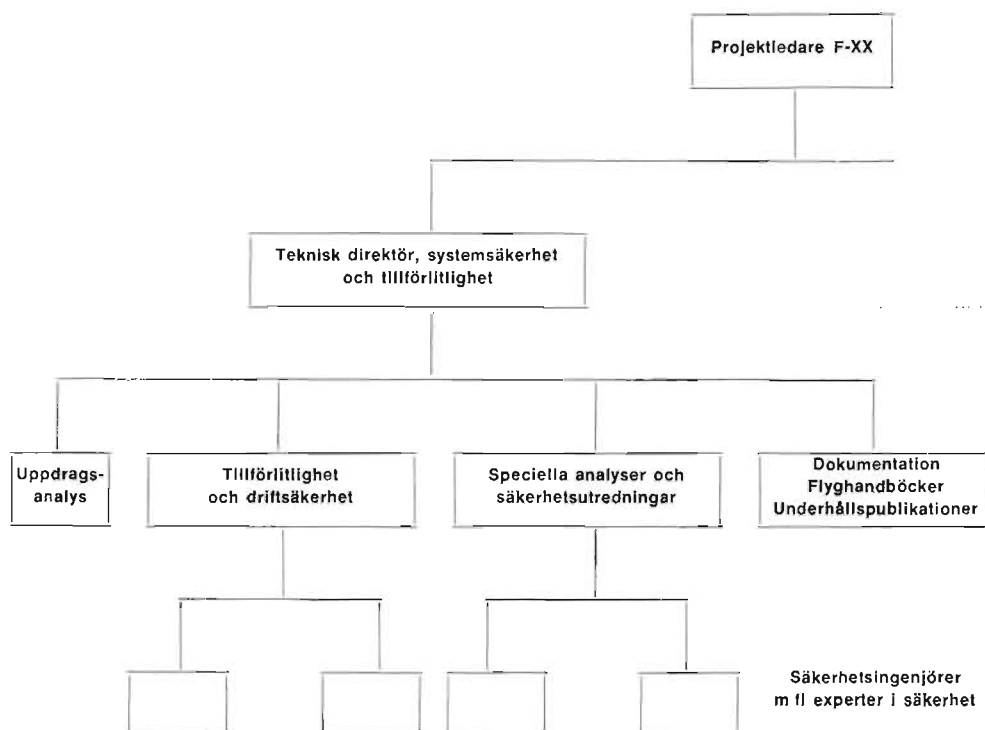 Projektledare F-XX
Teknisk direktör, systemsäkerhet
och tillförlitlighet
Uppdrags-
analys
Tillförlitlighet
och driftsäkerhet
Speciella analyser och
säkerhetsutredningar
Dokumentation
Flyghandböcker
Underhållspublikationer
Säkerhetsingenjörer
m fl experter i säkerhet